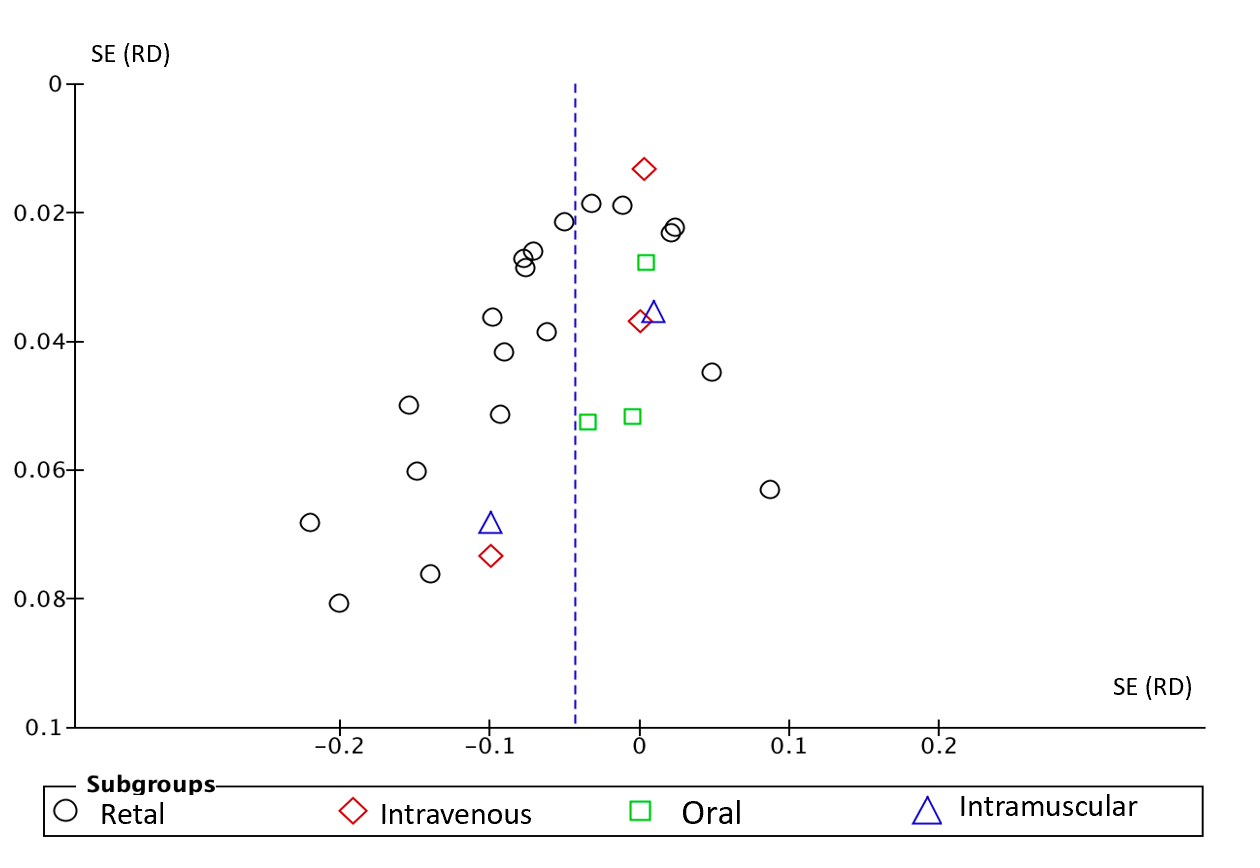 SE (RD)
0
0.02
0.04
0.06
0.08
SE (RD)
0.1
−0.2 −0.1 0 0.1 0.2
Subgroups
Retal Intravenous Oral Intramuscular